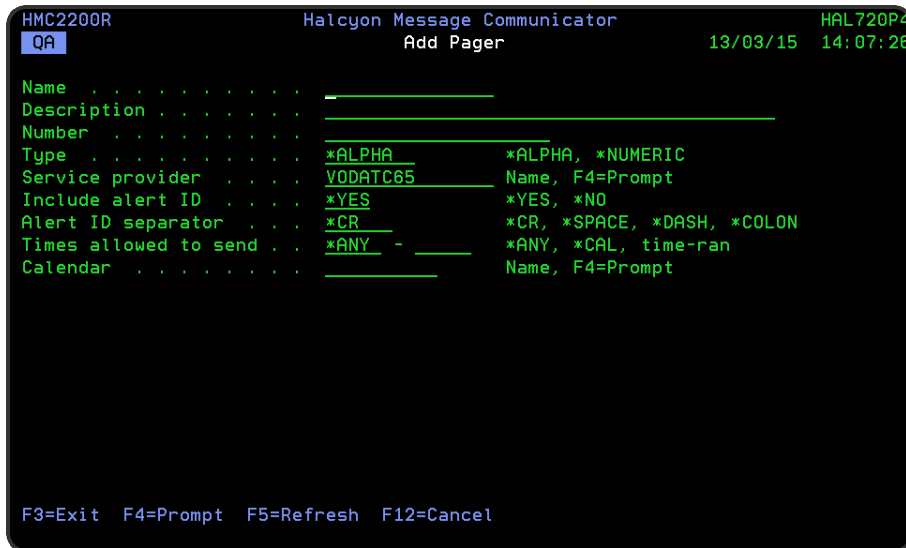 HMC2200R Halcyon Message Communicator HAL720P4
QA Add Pager 13/03/15 14:07:26
Name . . . . . . . . . .
Description . . . . . . .
Number . . . . . . . . .
Type . . . . . . . . . . *ALPHA *ALPHA, *NUMERIC
Service provider . . . . VODATC65 Name, F4=Prompt
Include alert ID . . . . *YES *YES, *NO
Alert ID separator . . . *CR *CR, *SPACE, *DASH, *COLON
Times allowed to send . . *ANY - *ANY, *CAL, time-ran
Calendar . . . . . . . . Name, F4=Prompt
F3=Exit F4=Prompt F5=Refresh F12=Cancel